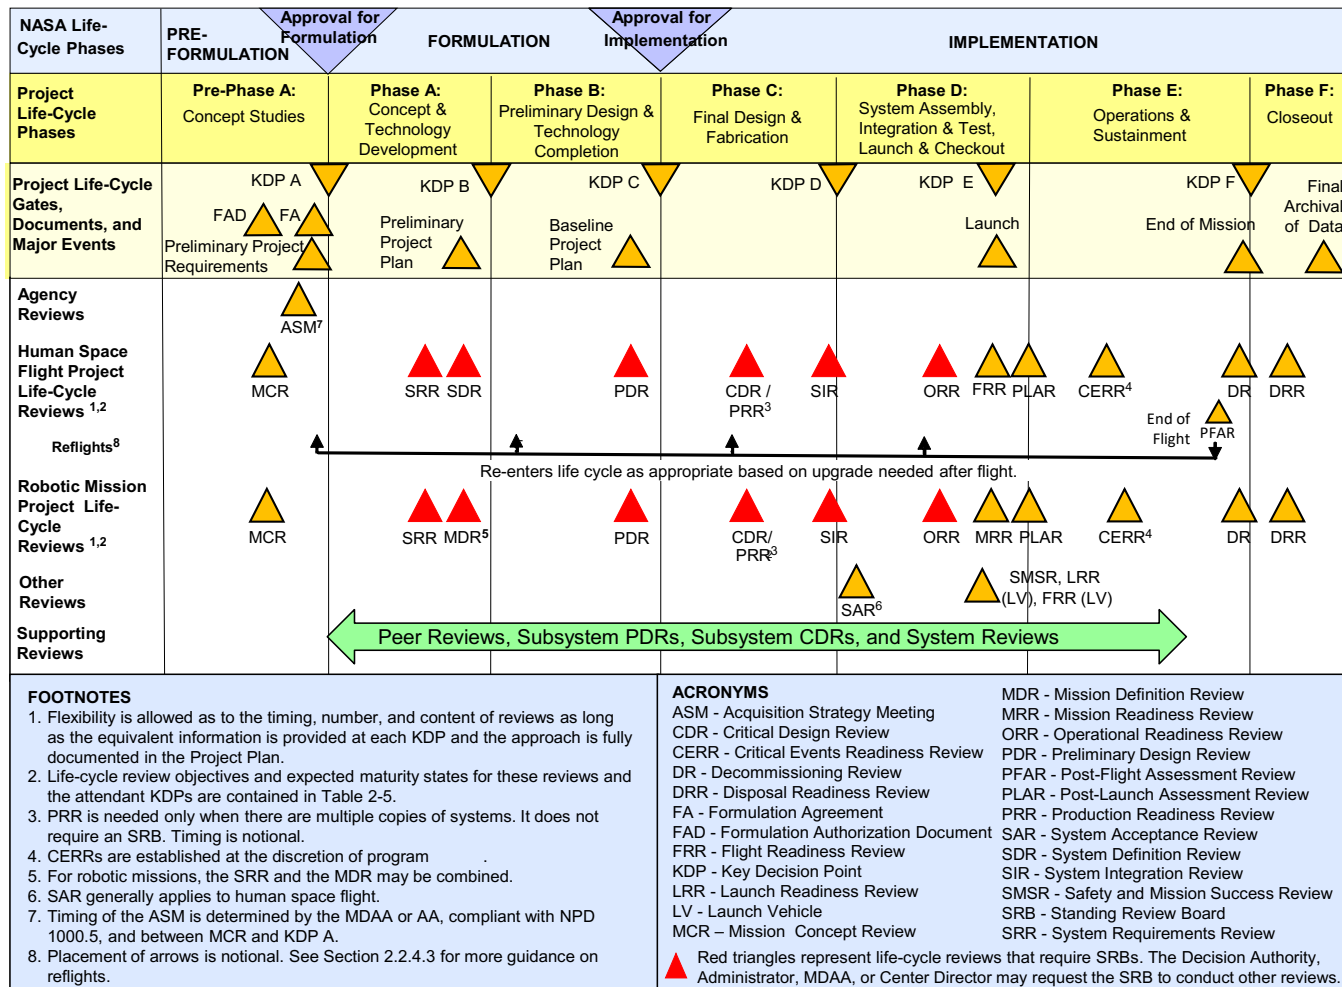 NASA Life-
Cycle Phases
PRE-
FORMULATION
Approval for
Formulation
FORMULATION
Approval for
Implementation
IMPLEMENTATION
Project
Life-Cycle
Phases
Pre-Phase A:
Concept Studies
Phase A:
Concept &
Technology
Development
Phase B:
Preliminary Design &
Technology
Completion
Phase C:
Final Design &
Fabrication
Phase D:
System Assembly,
Integration & Test,
Launch & Checkout
Phase E:
Operations &
Sustainment
Phase F:
Closeout
Project Life-Cycle
Gates,
Documents, and
Major Events
KDP A
FAD
FA
Preliminary Project
Requirements
KDP B
Preliminary
Project
Plan
KDP C
Baseline
Project
Plan
KDP D
KDP E
Launch
KDP F
End of Mission
Final
Archival
of Data
Agency
Reviews
ASM7
Human Space
Flight Project
Life-Cycle
Reviews 1,2
MCR
SRR
SDR
PDR
CDR /
PRR3
SIR
ORR
FRR
PLAR
CERR4
DR
DRR
End of
Flight
PFAR
Reflights8
Re-enters life cycle as appropriate based on upgrade needed after flight.
Robotic Mission
Project Life-
Cycle
Reviews 1,2
MCR
SRR
MDR5
PDR
CDR/
PRR3
SIR
ORR
MRR
PLAR
CERR4
DR
DRR
Other
Reviews
SAR6
SMSR, LRR
(LV), FRR (LV)
Supporting
Reviews
Peer Reviews, Subsystem PDRs, Subsystem CDRs, and System Reviews
FOOTNOTES
1. Flexibility is allowed as to the timing, number, and content of reviews as long
as the equivalent information is provided at each KDP and the approach is fully
documented in the Project Plan.
2. Life-cycle review objectives and expected maturity states for these reviews and
the attendant KDPs are contained in Table 2-5.
3. PRR is needed only when there are multiple copies of systems. It does not
require an SRB. Timing is notional.
4. CERRs are established at the discretion of program .
5. For robotic missions, the SRR and the MDR may be combined.
6. SAR generally applies to human space flight.
7. Timing of the ASM is determined by the MDAA or AA, compliant with NPD
1000.5, and between MCR and KDP A.
8. Placement of arrows is notional. See Section 2.2.4.3 for more guidance on
reflights.
ACRONYMS
ASM - Acquisition Strategy Meeting
CDR - Critical Design Review
CERR - Critical Events Readiness Review
DR - Decommissioning Review
DRR - Disposal Readiness Review
FA - Formulation Agreement
FAD - Formulation Authorization Document
FRR - Flight Readiness Review
KDP - Key Decision Point
LRR - Launch Readiness Review
LV - Launch Vehicle
MCR – Mission Concept Review
MDR - Mission Definition Review
MRR - Mission Readiness Review
ORR - Operational Readiness Review
PDR - Preliminary Design Review
PFAR - Post-Flight Assessment Review
PLAR - Post-Launch Assessment Review
PRR - Production Readiness Review
SAR - System Acceptance Review
SDR - System Definition Review
SIR - System Integration Review
SMSR - Safety and Mission Success Review
SRB - Standing Review Board
SRR - System Requirements Review
Red triangles represent life-cycle reviews that require SRBs. The Decision Authority,
Administrator, MDAA, or Center Director may request the SRB to conduct other reviews.